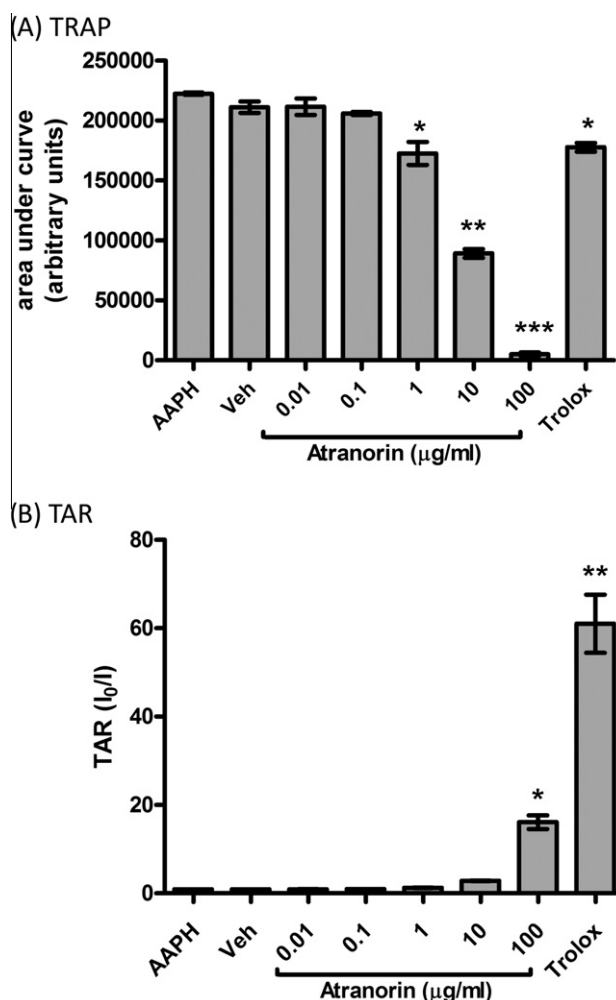 (A) TRAP
area under curve
(arbitrary units)
250000
200000
150000
100000
50000
0
*
**
***
*
AAPH
Veh
0.01
0.1
1
10
100
Trolox
Atranorin (μg/ml)
(B) TAR
TAR (I₀/I)
80
60
40
20
0
*
**
AAPH
Veh
0.01
0.1
1
10
100
Trolox
Atranorin (μg/ml)